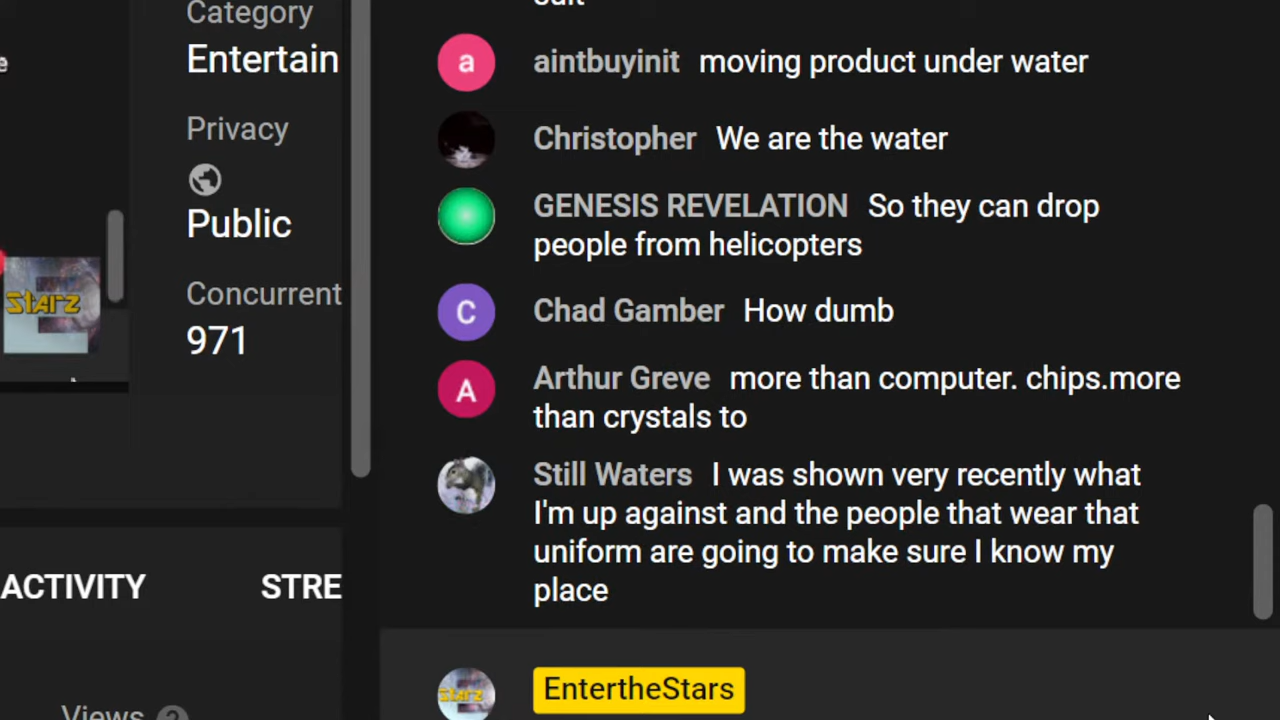 Category
Entertain
Privacy
Public
Concurrent
971
ACTIVITY STRE
Views
starz
aintbuyinit moving product under water
Christopher We are the water
GENESIS REVELATION So they can drop
people from helicopters
Chad Gamber How dumb
Arthur Greve more than computer. chips.more
than crystals to
Still Waters I was shown very recently what
I'm up against and the people that wear that
uniform are going to make sure I know my
place
EntertheStars